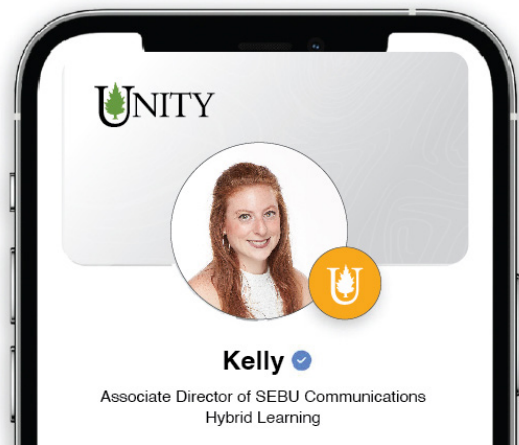 UNITY
U
Kelly
Associate Director of SEBU Communications
Hybrid Learning